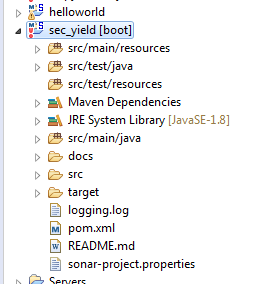 helloworld
sec_yield [boot]
src/main/resources
src/test/java
src/test/resources
Maven Dependencies
JRE System Library [JavaSE-1.8]
src/main/java
docs
src
target
logging.log
pom.xml
README.md
sonar-project.properties
Servers